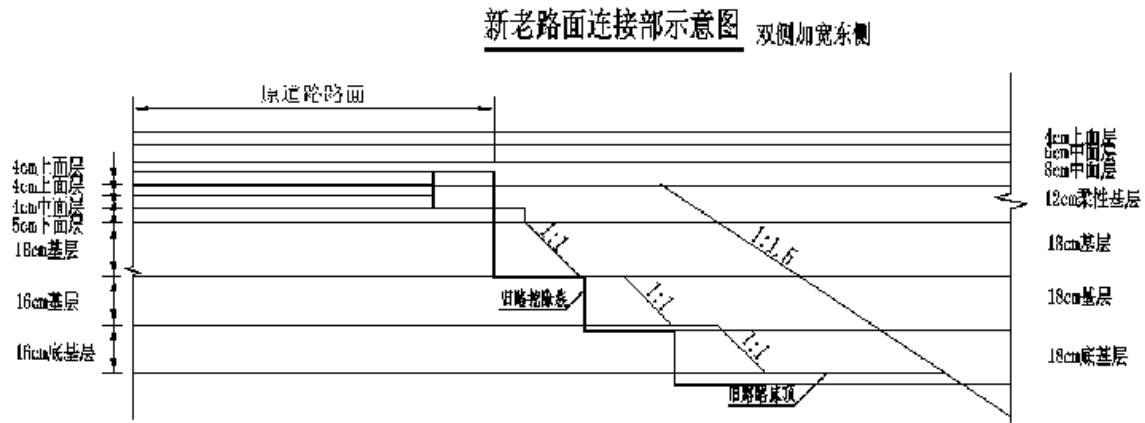 新老路面连接部示意图 双侧加宽东侧
原道路路面
4cm上面层
4cm上面层
4cm中面层
5cm下面层
18cm基层
16cm基层
16cm底基层
1:1
1:1
1:1
1:1.5
旧路挖除线
旧路路床顶
4cm上面层
6cm中面层
8cm中面层
12cm柔性基层
18cm基层
18cm基层
18cm底基层